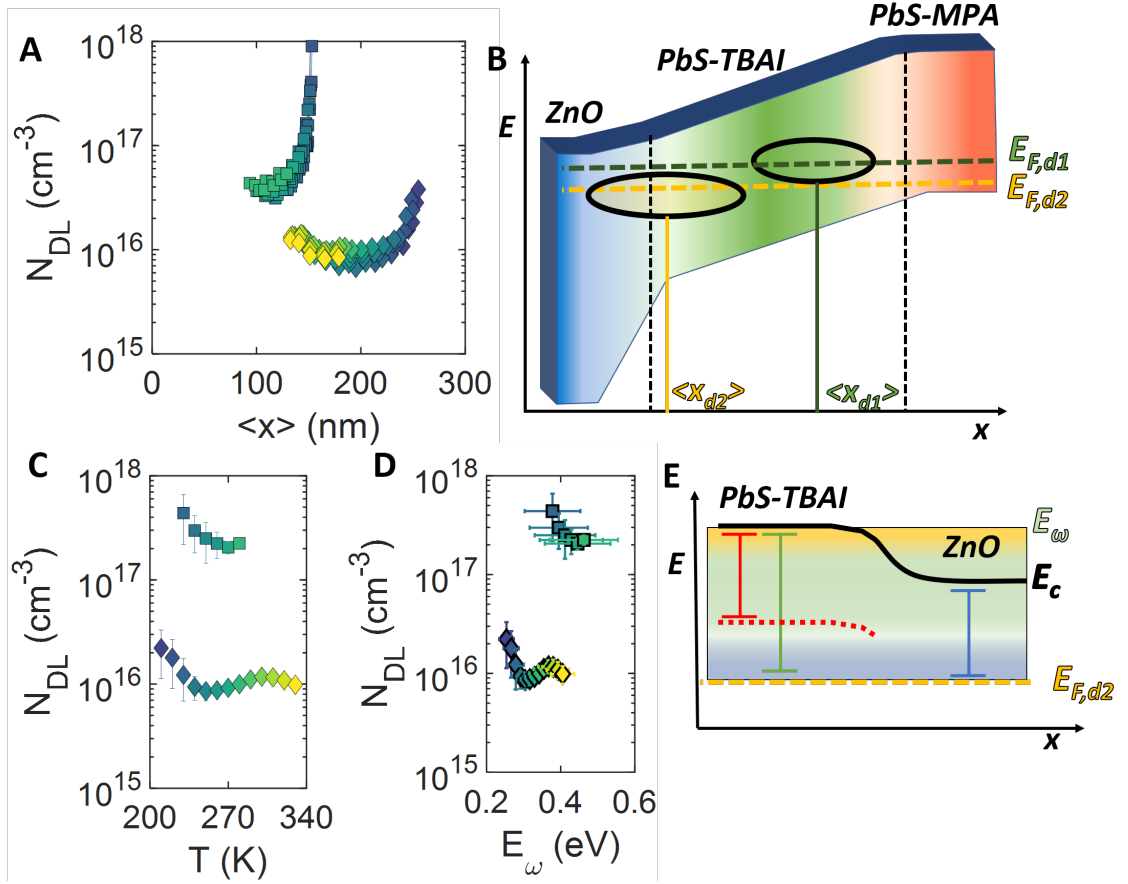 A
10^18
10^17
10^16
10^15
N_DL (cm^-3)
0 100 200 300
<x> (nm)
B
E
ZnO
PbS-TBAI
PbS-MPA
E_F,d1
E_F,d2
<x_d2>
<x_d1>
x
C
10^18
10^17
10^16
10^15
N_DL (cm^-3)
200 270 340
T (K)
D
10^18
10^17
10^16
10^15
N_DL (cm^-3)
0.2 0.4 0.6
E_ω (eV)
E
PbS-TBAI
E_ω
ZnO
E
E_c
E_F,d2
x